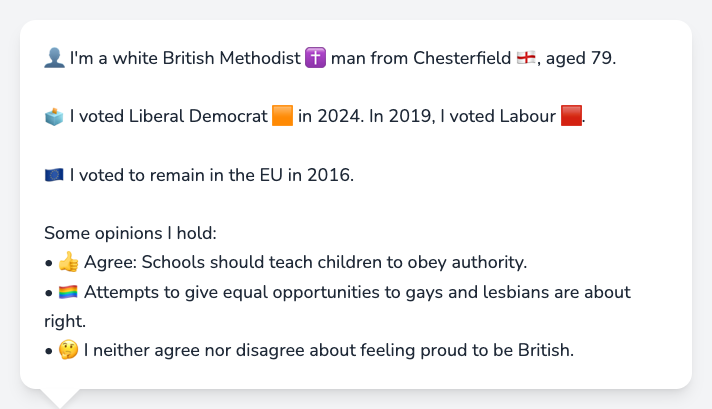 👤 I'm a white British Methodist ✝️ man from Chesterfield 🏴󠁧󠁢󠁥󠁮󠁧󠁿, aged 79.
🗳️ I voted Liberal Democrat 🟧 in 2024. In 2019, I voted Labour 🟥.
🇪🇺 I voted to remain in the EU in 2016.
Some opinions I hold:
• 👍 Agree: Schools should teach children to obey authority.
• 🏳️‍🌈 Attempts to give equal opportunities to gays and lesbians are about
right.
• 🤔 I neither agree nor disagree about feeling proud to be British.